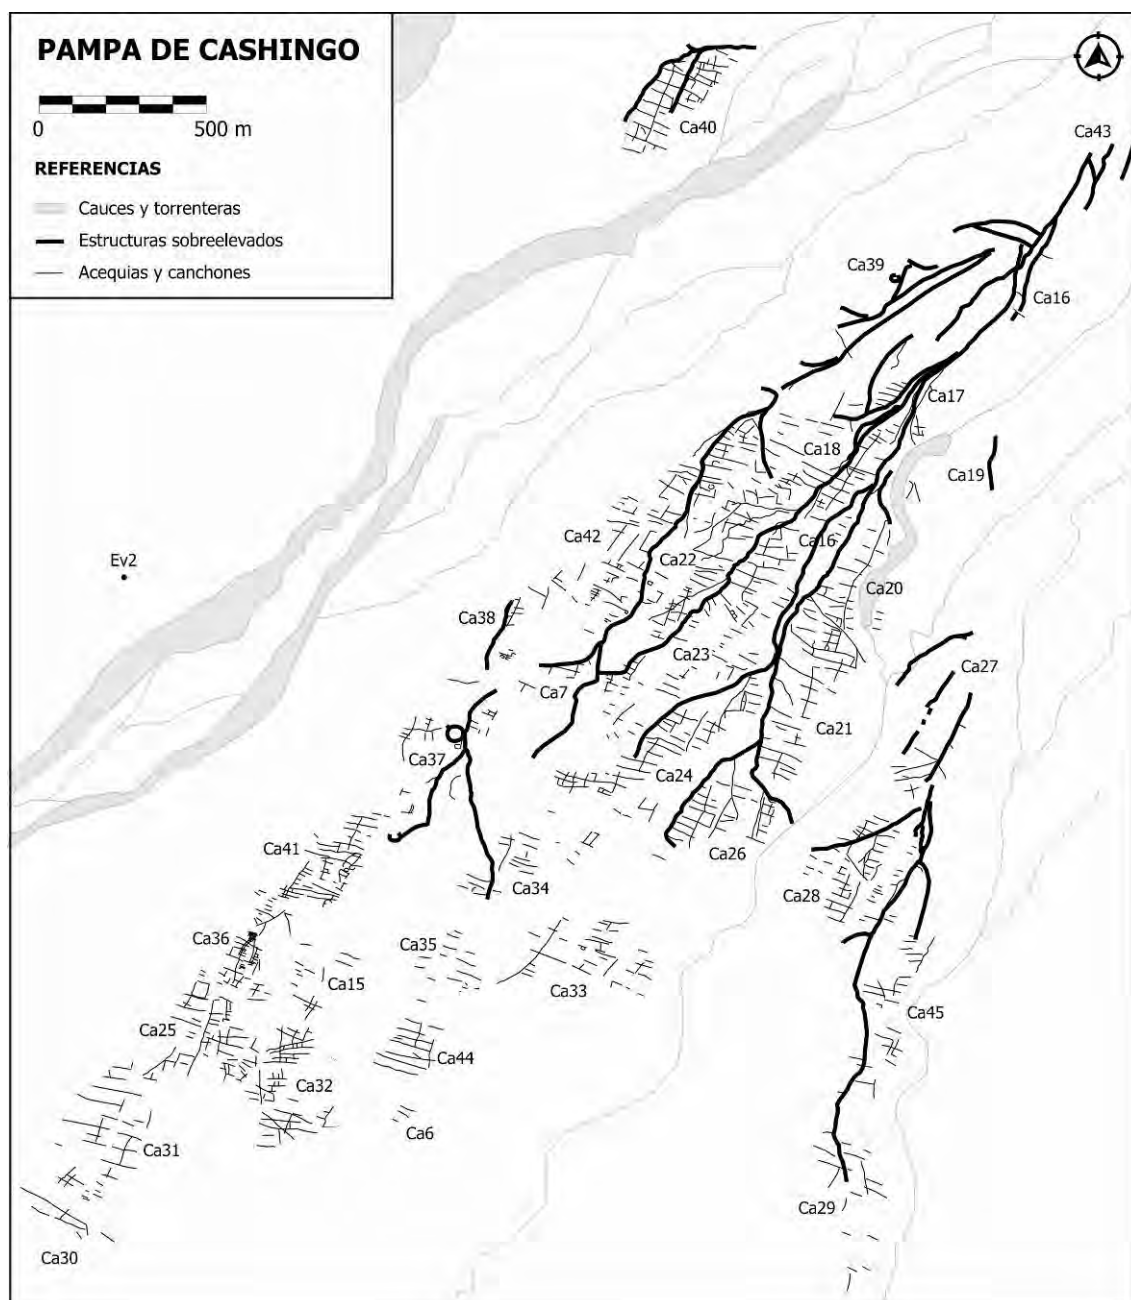 PAMPA DE CASHINGO
0 500 m
REFERENCIAS
Cauces y torrenteras
Estructuras sobreelevados
Acequias y canchones
Ca40
Ca43
Ca39
Ca16
Ca17
Ca18
Ca19
Ca42
Ca16
Ca22
Ev2
Ca20
Ca38
Ca23
Ca27
Ca7
Ca21
Ca37
Ca24
Ca41
Ca26
Ca34
Ca28
Ca36
Ca35
Ca15
Ca33
Ca45
Ca25
Ca44
Ca32
Ca6
Ca31
Ca29
Ca30